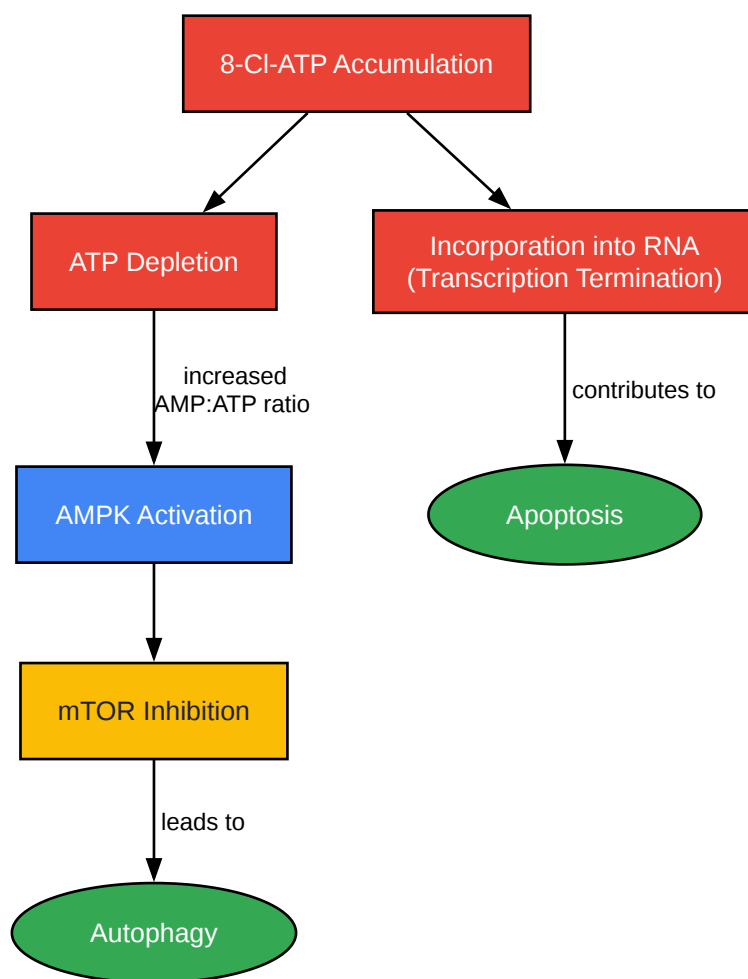 8-Cl-ATP Accumulation
ATP Depletion
Incorporation into RNA
(Transcription Termination)
increased
AMP:ATP ratio
contributes to
AMPK Activation
Apoptosis
mTOR Inhibition
leads to
Autophagy